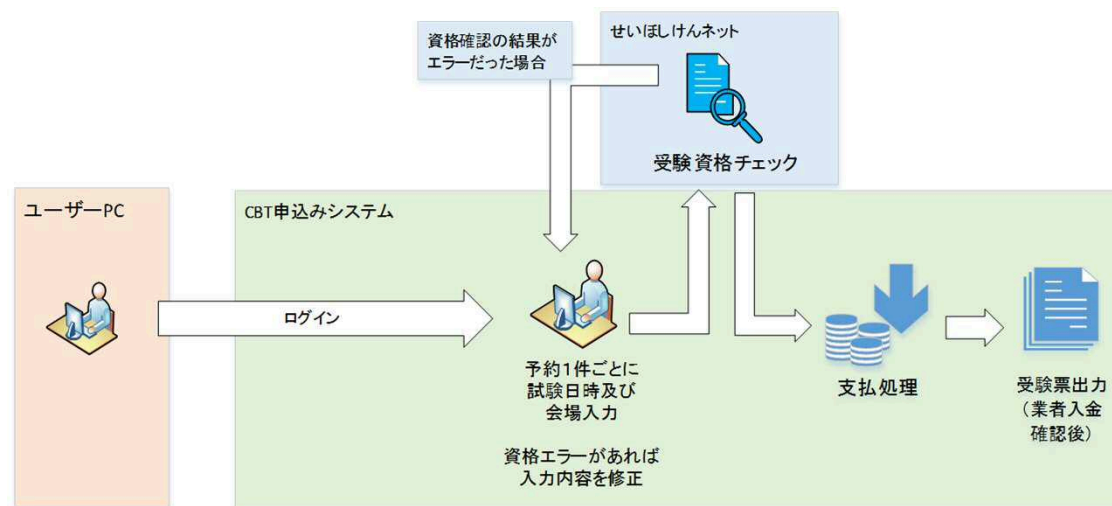 資格確認の結果が
エラーだった場合
せいほしけんネット
受験資格チェック
ユーザーPC
CBT申込みシステム
ログイン
予約1件ごとに
試験日時及び
会場入力
資格エラーがあれば
入力内容を修正
支払処理
受験票出力
（業者入金
確認後）